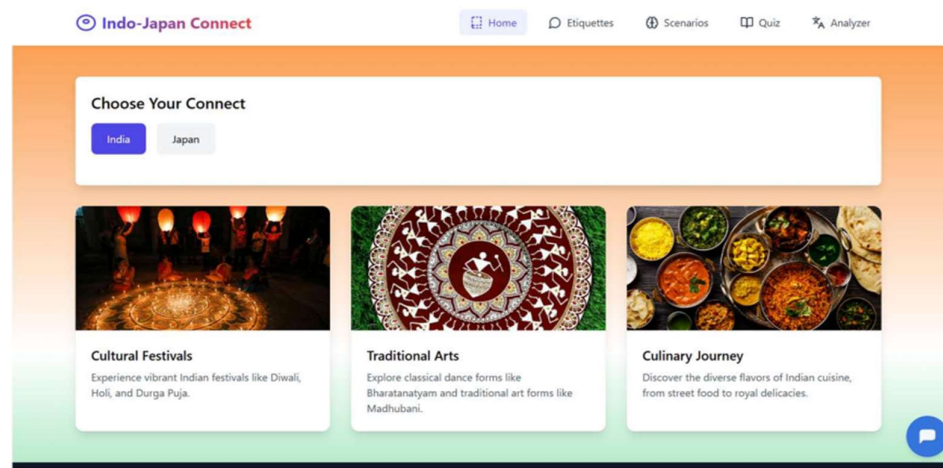 Indo-Japan Connect
Home
Etiquettes
Scenarios
Quiz
Analyzer
Choose Your Connect
India
Japan
Cultural Festivals
Experience vibrant Indian festivals like Diwali,
Holi, and Durga Puja.
Traditional Arts
Explore classical dance forms like
Bharatanatyam and traditional art forms like
Madhubani.
Culinary Journey
Discover the diverse flavors of Indian cuisine,
from street food to royal delicacies.